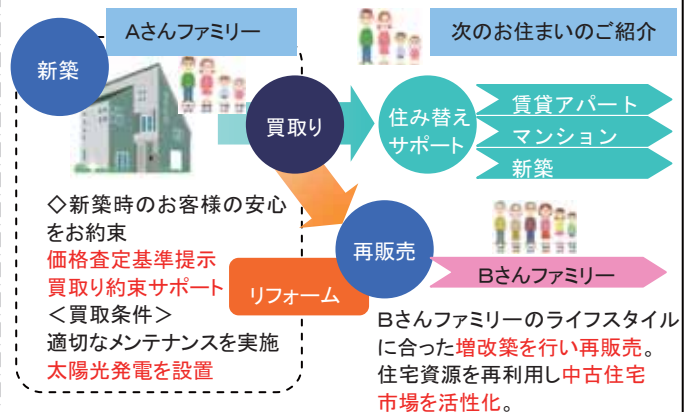 Aさんファミリー
新築
◇新築時のお客様の安心
をお約束
価格査定基準提示
買取り約束サポート
＜買取条件＞
適切なメンテナンスを実施
太陽光発電を設置
買取り
次のお住まいのご紹介
住み替え
サポート
賃貸アパート
マンション
新築
リフォーム
再販売
Bさんファミリー
Bさんファミリーのライフスタイル
に合った増改築を行い再販売。
住宅資源を再利用し中古住宅
市場を活性化。